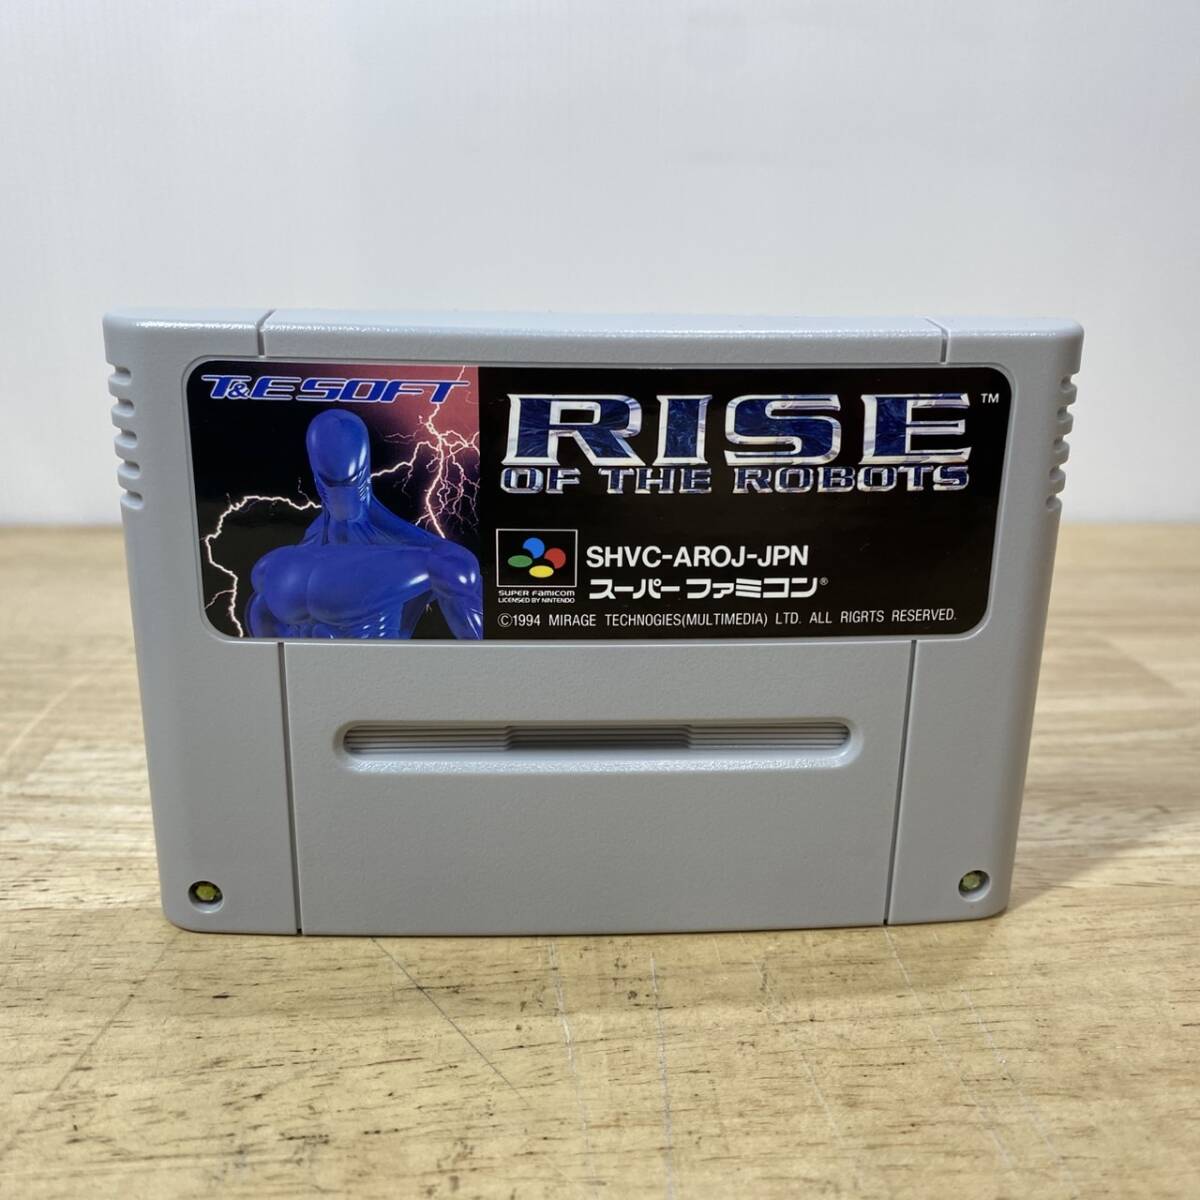 T&E SOFT
RISE™
OF THE ROBOTS
SUPER FAMICOM
LICENSED BY NINTENDO
SHVC-AROJ-JPN
スーパーファミコン®
©1994 MIRAGE TECHNOGIES(MULTIMEDIA) LTD. ALL RIGRTS RESERVED.